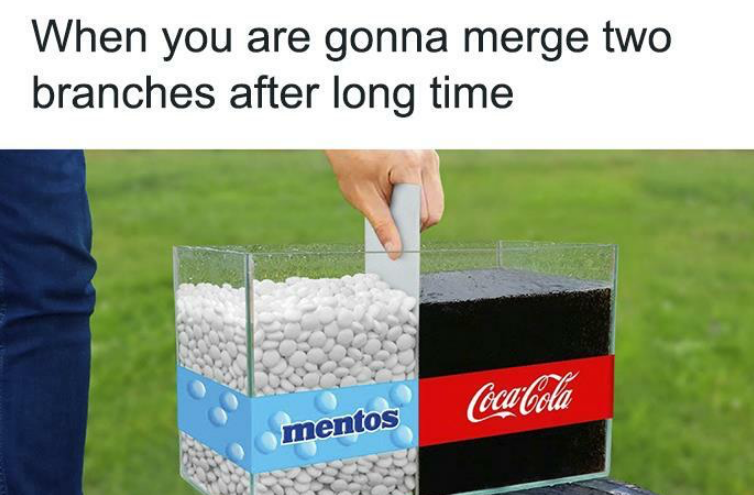 When you are gonna merge two
branches after long time
mentos
Coca-Cola